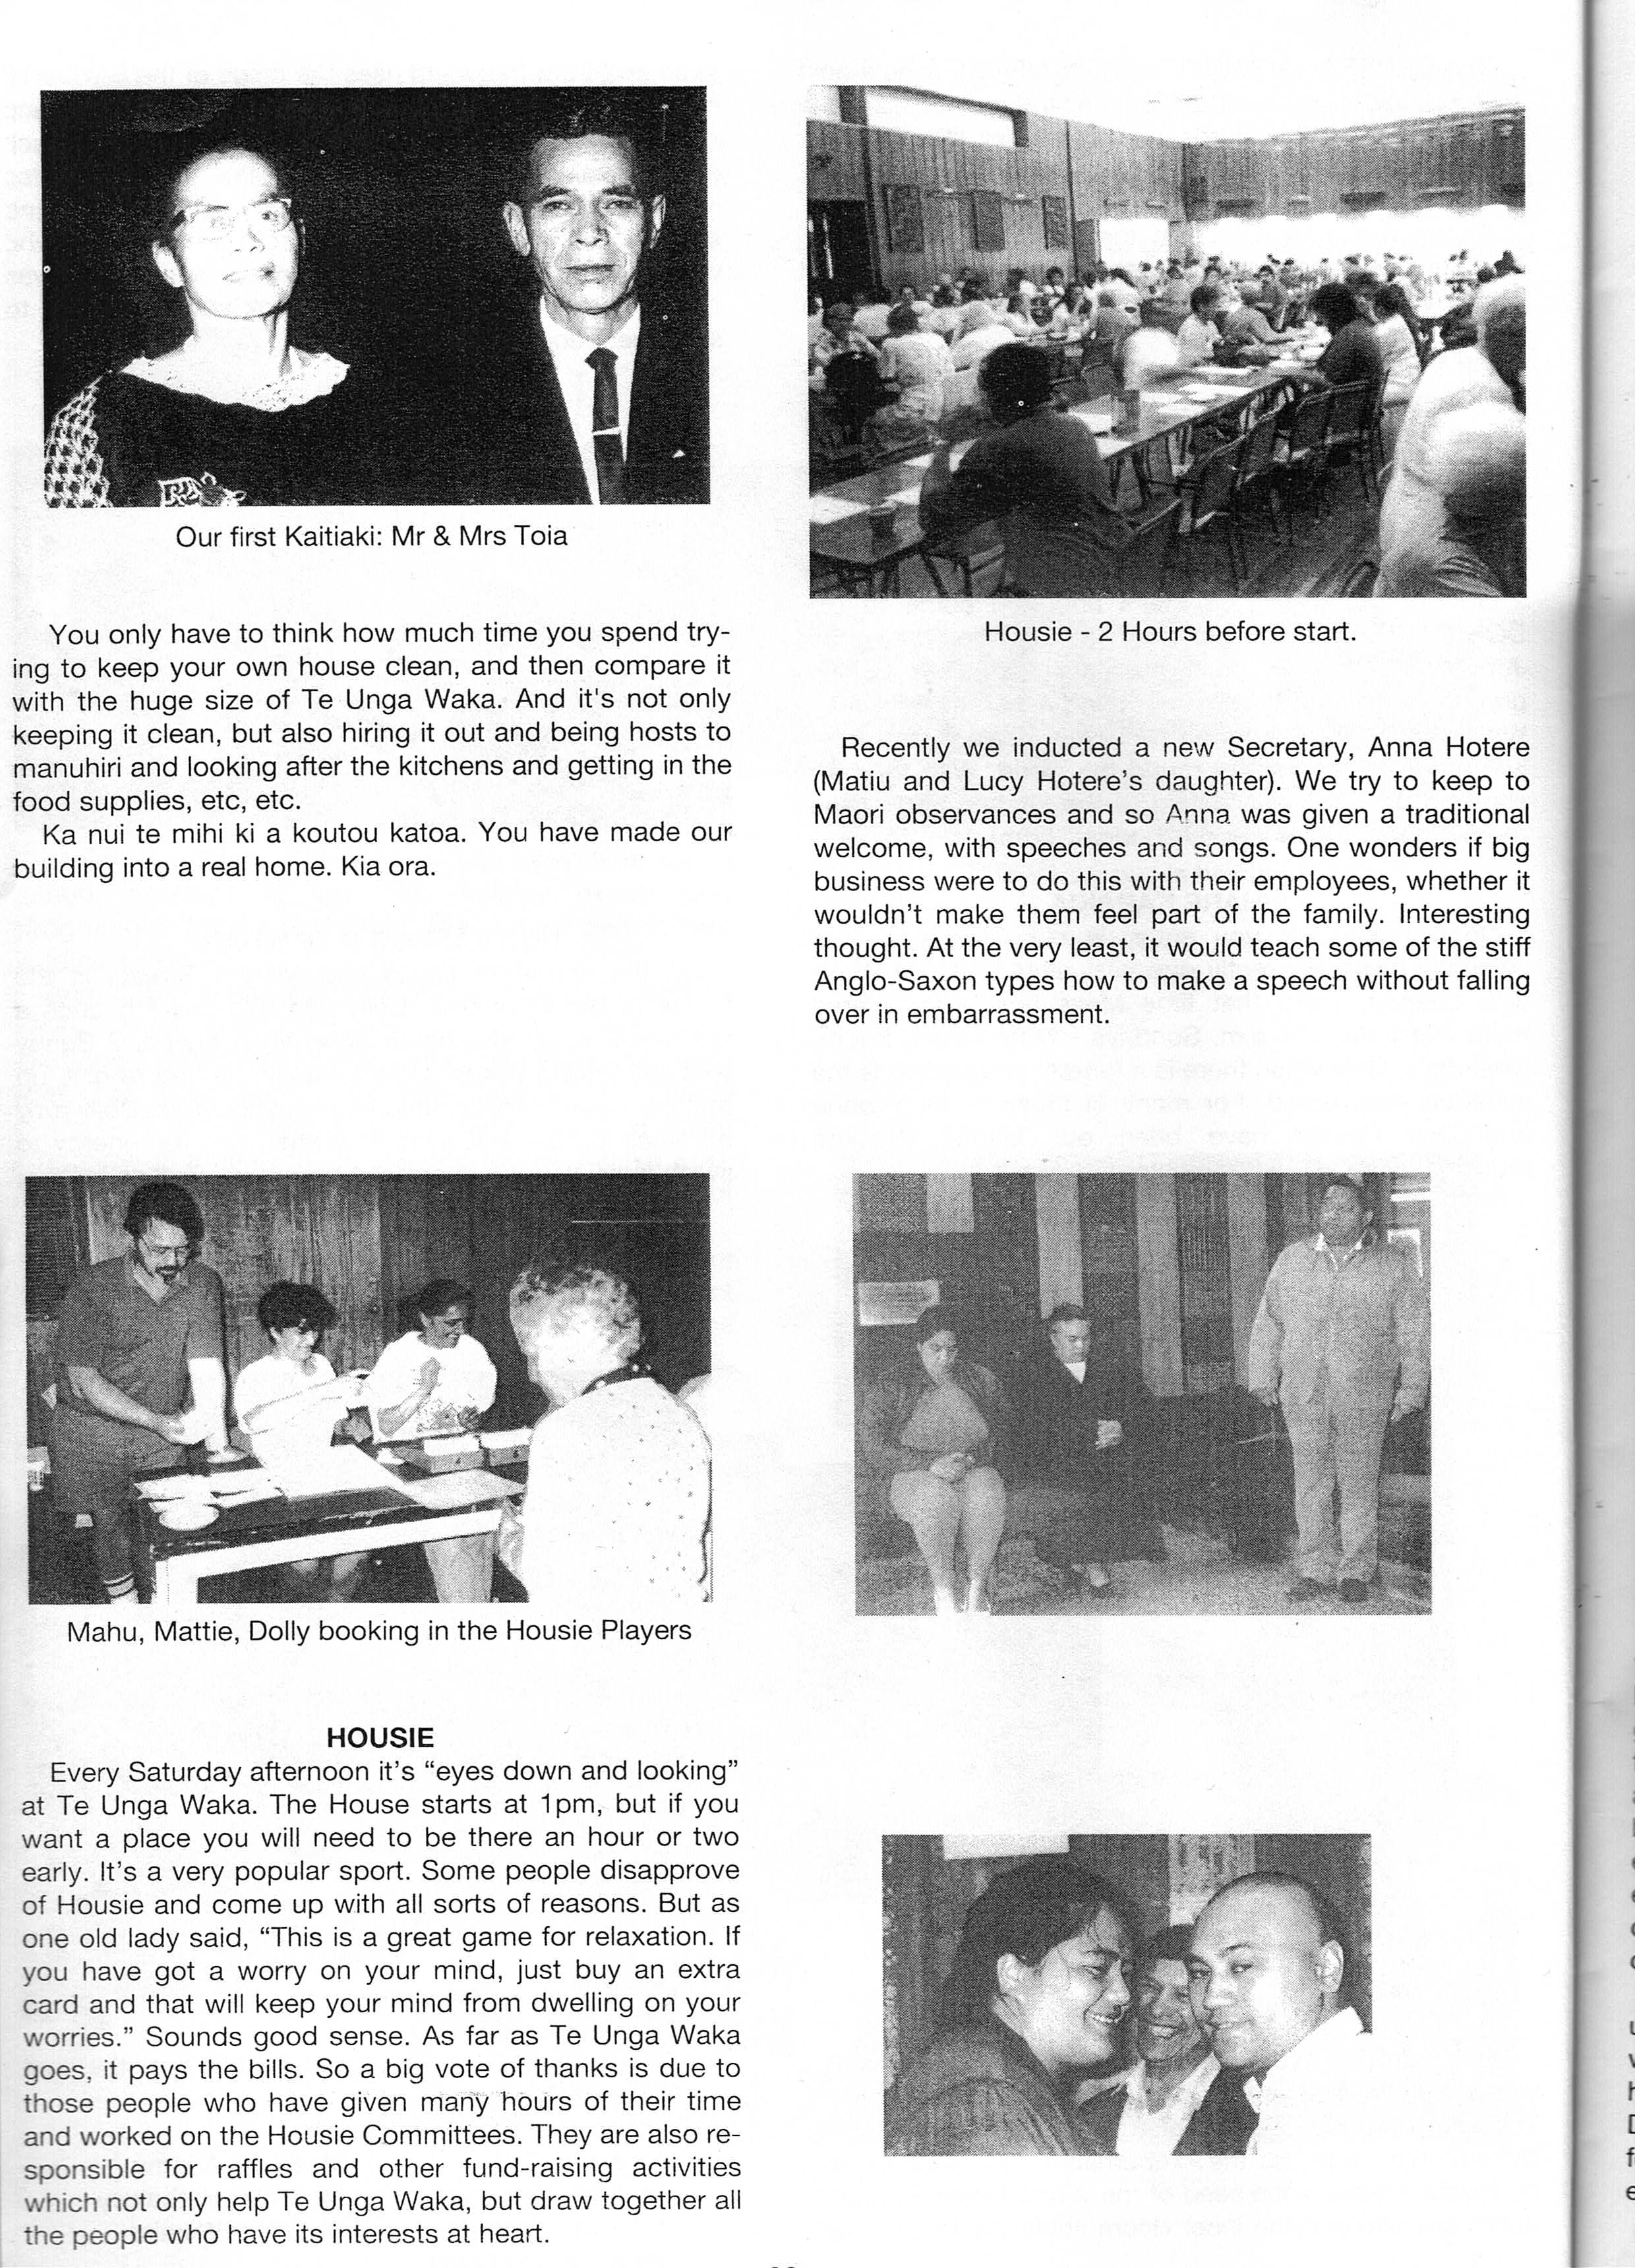 Our first Kaitiaki: Mr & Mrs Toia
You only have to think how much time you spend try-
ing to keep your own house clean, and then compare it
with the huge size of Te Unga Waka. And it's not only
keeping it clean, but also hiring it out and being hosts to
manuhiri and looking after the kitchens and getting in the
food supplies, etc, etc.
Ka nui te mihi ki a koutou katoa. You have made our
building into a real home. Kia ora.
Mahu, Mattie, Dolly booking in the Housie Players
HOUSIE
Every Saturday afternoon it's “eyes down and looking”
at Te Unga Waka. The House starts at 1pm, but if you
want a place you will need to be there an hour or two
early. It's a very popular sport. Some people disapprove
of Housie and come up with all sorts of reasons. But as
one old lady said, “This is a great game for relaxation. If
you have got a worry on your mind, just buy an extra
card and that will keep your mind from dwelling on your
worries.” Sounds good sense. As far as Te Unga Waka
goes, it pays the bills. So a big vote of thanks is due to
those people who have given many hours of their time
and worked on the Housie Committees. They are also re-
sponsible for raffles and other fund-raising activities
which not only help Te Unga Waka, but draw together all
the people who have its interests at heart.
Housie - 2 Hours before start.
Recently we inducted a new Secretary, Anna Hotere
(Matiu and Lucy Hotere's daughter). We try to keep to
Maori observances and so Anna was given a traditional
welcome, with speeches and songs. One wonders if big
business were to do this with their employees, whether it
wouldn't make them feel part of the family. Interesting
thought. At the very least, it would teach some of the stiff
Anglo-Saxon types how to make a speech without falling
over in embarrassment.